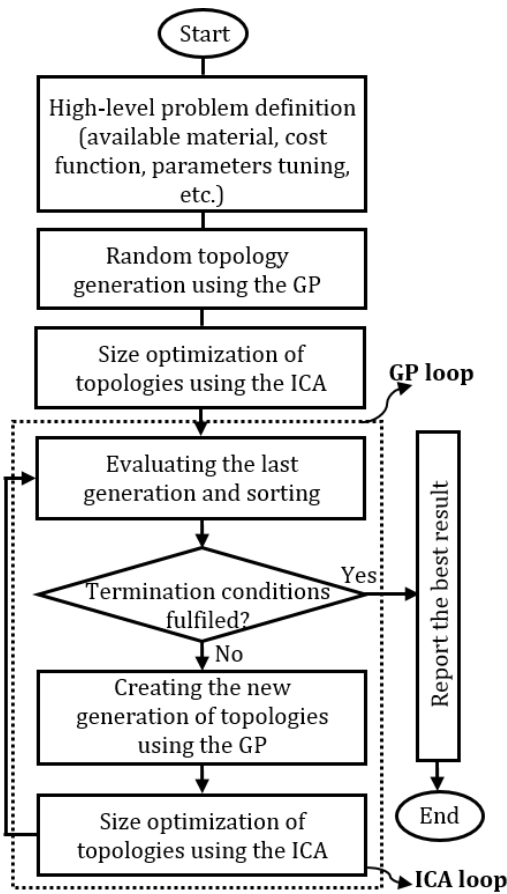 Start
High-level problem definition
(available material, cost
function, parameters tuning,
etc.)
Random topology
generation using the GP
Size optimization of
topologies using the ICA
GP loop
Evaluating the last
generation and sorting
Yes
Termination conditions
fulfiled?
Report the best result
No
Creating the new
generation of topologies
using the GP
Size optimization of
topologies using the ICA
End
ICA loop